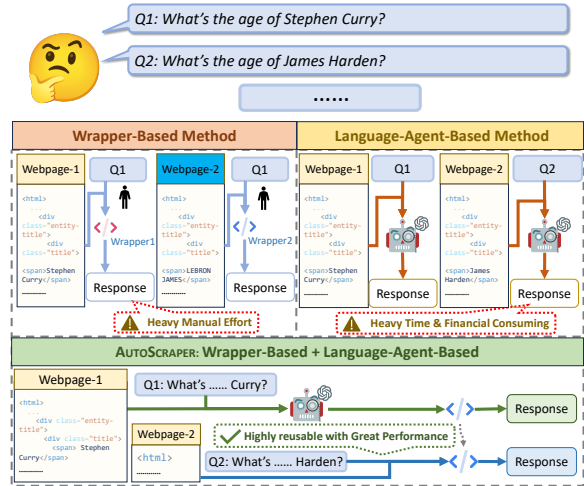 Q1: What's the age of Stephen Curry?
Q2: What's the age of James Harden?
......
Wrapper-Based Method
Language-Agent-Based Method
Webpage-1
Q1
<html>
...
<div
class="entity-
title">
<div
class="title">
<span>Stephen
Curry</span>
…………
Wrapper1
Response
Webpage-2
Q1
<html>
...
<div
class="entity-
title">
<div
class="title">
<span>LEBRON
JAMES</span>
…………
Wrapper2
Response
Heavy Manual Effort
Webpage-1
Q1
<html>
...
<div
class="entity-
title">
<div
class="title">
<span>Stephen
Curry</span>
…………
Response
Webpage-2
Q2
<html>
...
<div
class="entity-
title">
<div
class="title">
<span>James
Harden</span>
…………
Response
Heavy Time & Financial Consuming
AUTOSCRAPER: Wrapper-Based + Language-Agent-Based
Webpage-1
<html>
...
<div class="entity-
title">
<div class="title">
<span> Stephen
Curry</span>
…………
Q1: What's ...... Curry?
Response
Highly reusable with Great Performance
Webpage-2
<html>
…………
Q2: What's ...... Harden?
Response